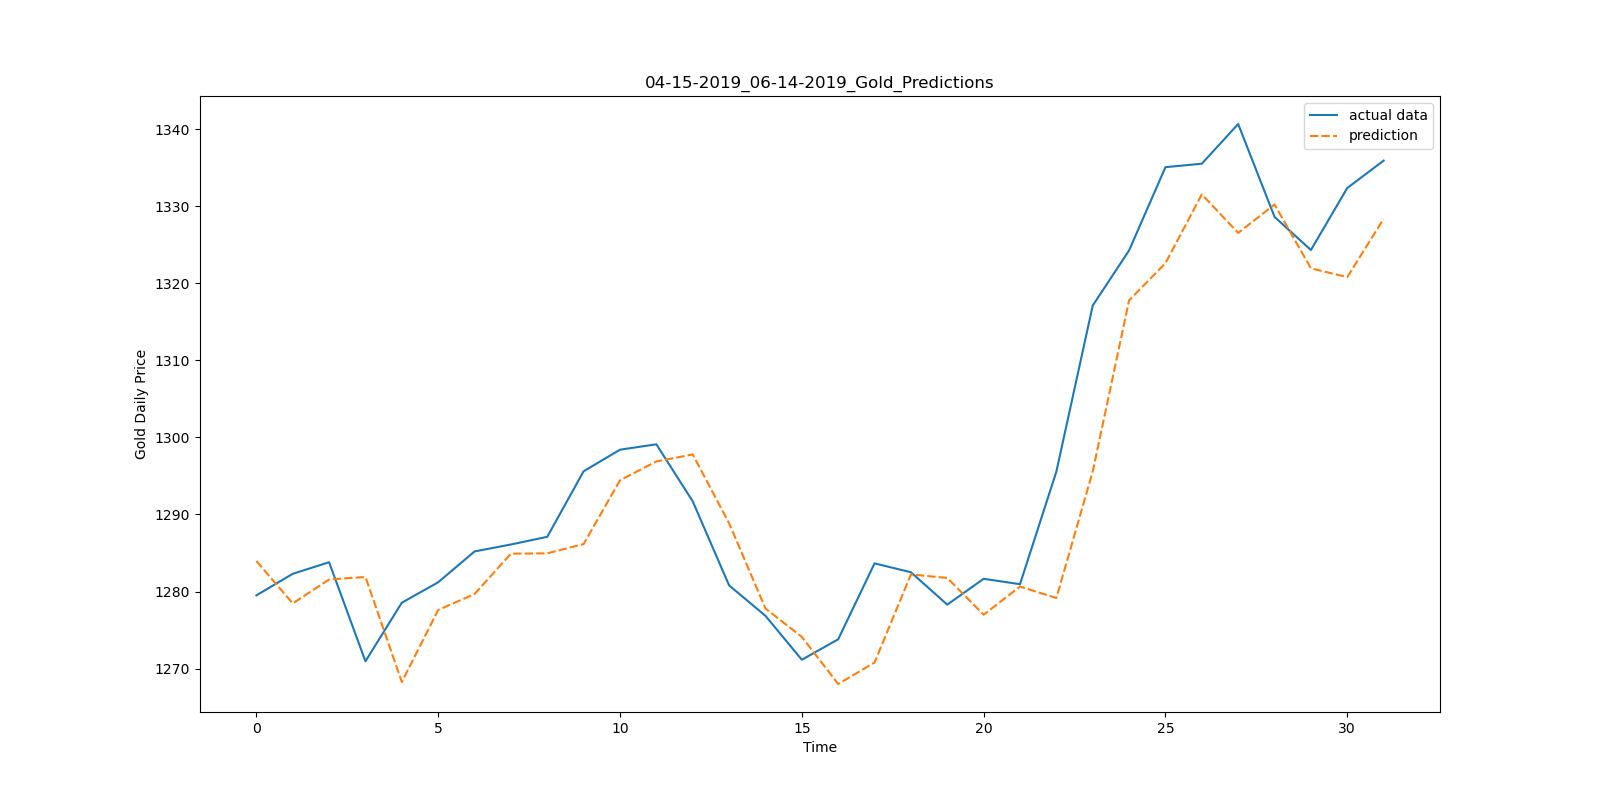 04-15-2019_06-14-2019_Gold_Predictions
actual data
prediction
Gold Daily Price
1340
1330
1320
1310
1300
1290
1280
1270
0 5 10 15 20 25 30
Time